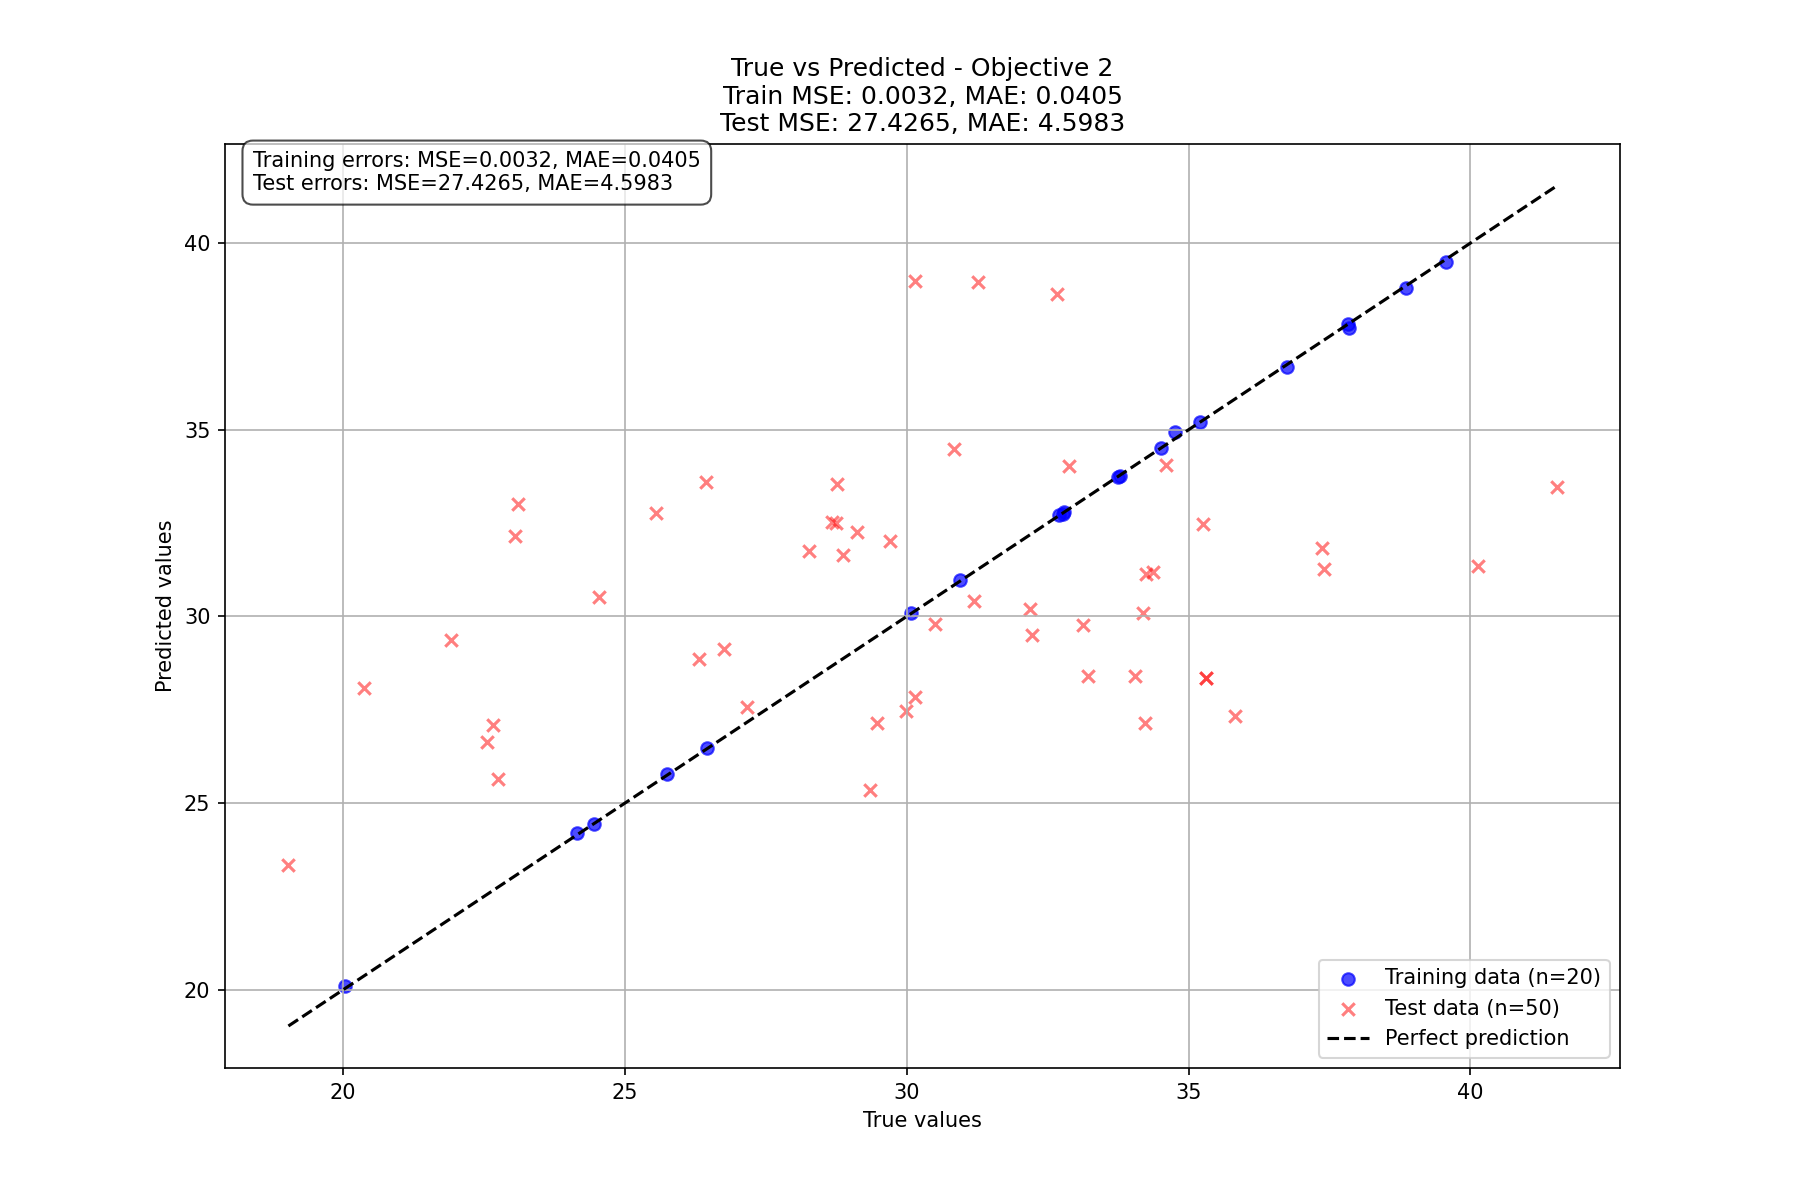 True vs Predicted - Objective 2
Train MSE: 0.0032, MAE: 0.0405
Test MSE: 27.4265, MAE: 4.5983
Training errors: MSE=0.0032, MAE=0.0405
Test errors: MSE=27.4265, MAE=4.5983
40
35
30
25
20
Predicted values
Training data (n=20)
Test data (n=50)
Perfect prediction
20 25 30 35 40
True values